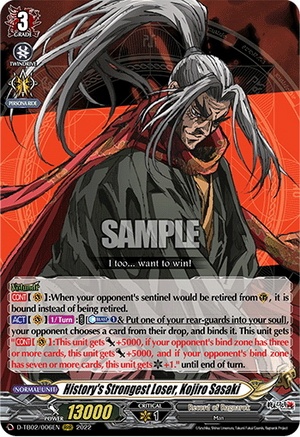 3
GRADE
TWINDRIVE
PERSONA RIDE
SAMPLE
I too... want to win!
CONT :When your opponent's sentinel would be retired from , it is
bound instead of being retired.
ACT 1/Turn : & Put one of your rear-guards into your soul,
your opponent chooses a card from their drop, and binds it. This unit gets
"CONT :This unit gets +5000, if your opponent's bind zone has three
or more cards, this unit gets +5000, and if your opponent's bind zone
has seven or more cards, this unit gets +1." until end of turn.
NORMAL UNIT
History's Strongest Loser, Kojiro Sasaki
POWER 13000
CRITICAL
1
Record of Ragnarok
Man
D-TB02/006EN RRR 2022